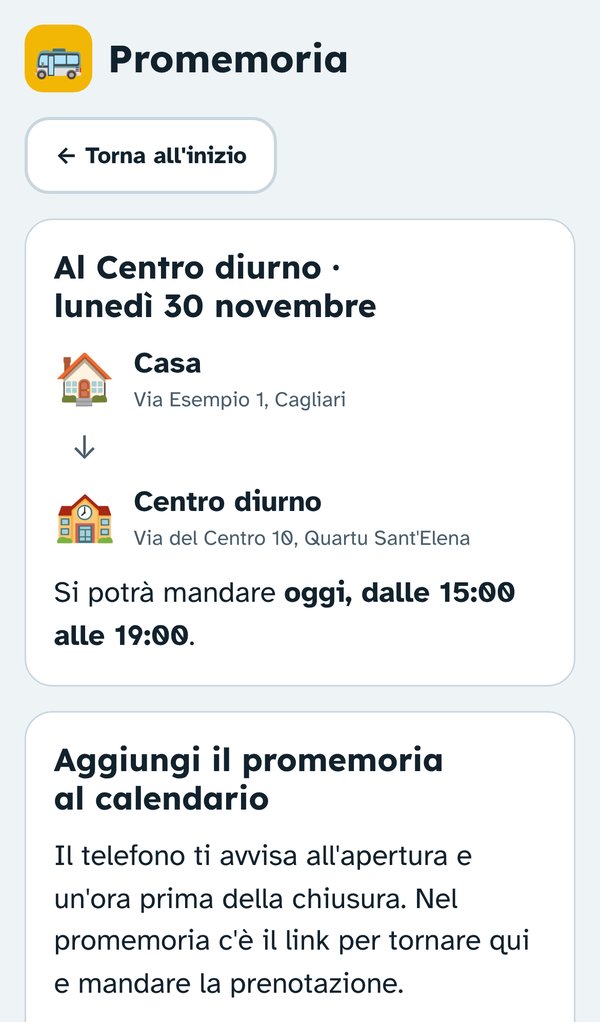 Promemoria
← Torna all'inizio
Al Centro diurno ·
lunedì 30 novembre
Casa
Via Esempio 1, Cagliari
↓
Centro diurno
Via del Centro 10, Quartu Sant'Elena
Si potrà mandare oggi, dalle 15:00
alle 19:00.
Aggiungi il promemoria
al calendario
Il telefono ti avvisa all'apertura e
un'ora prima della chiusura. Nel
promemoria c'è il link per tornare qui
e mandare la prenotazione.